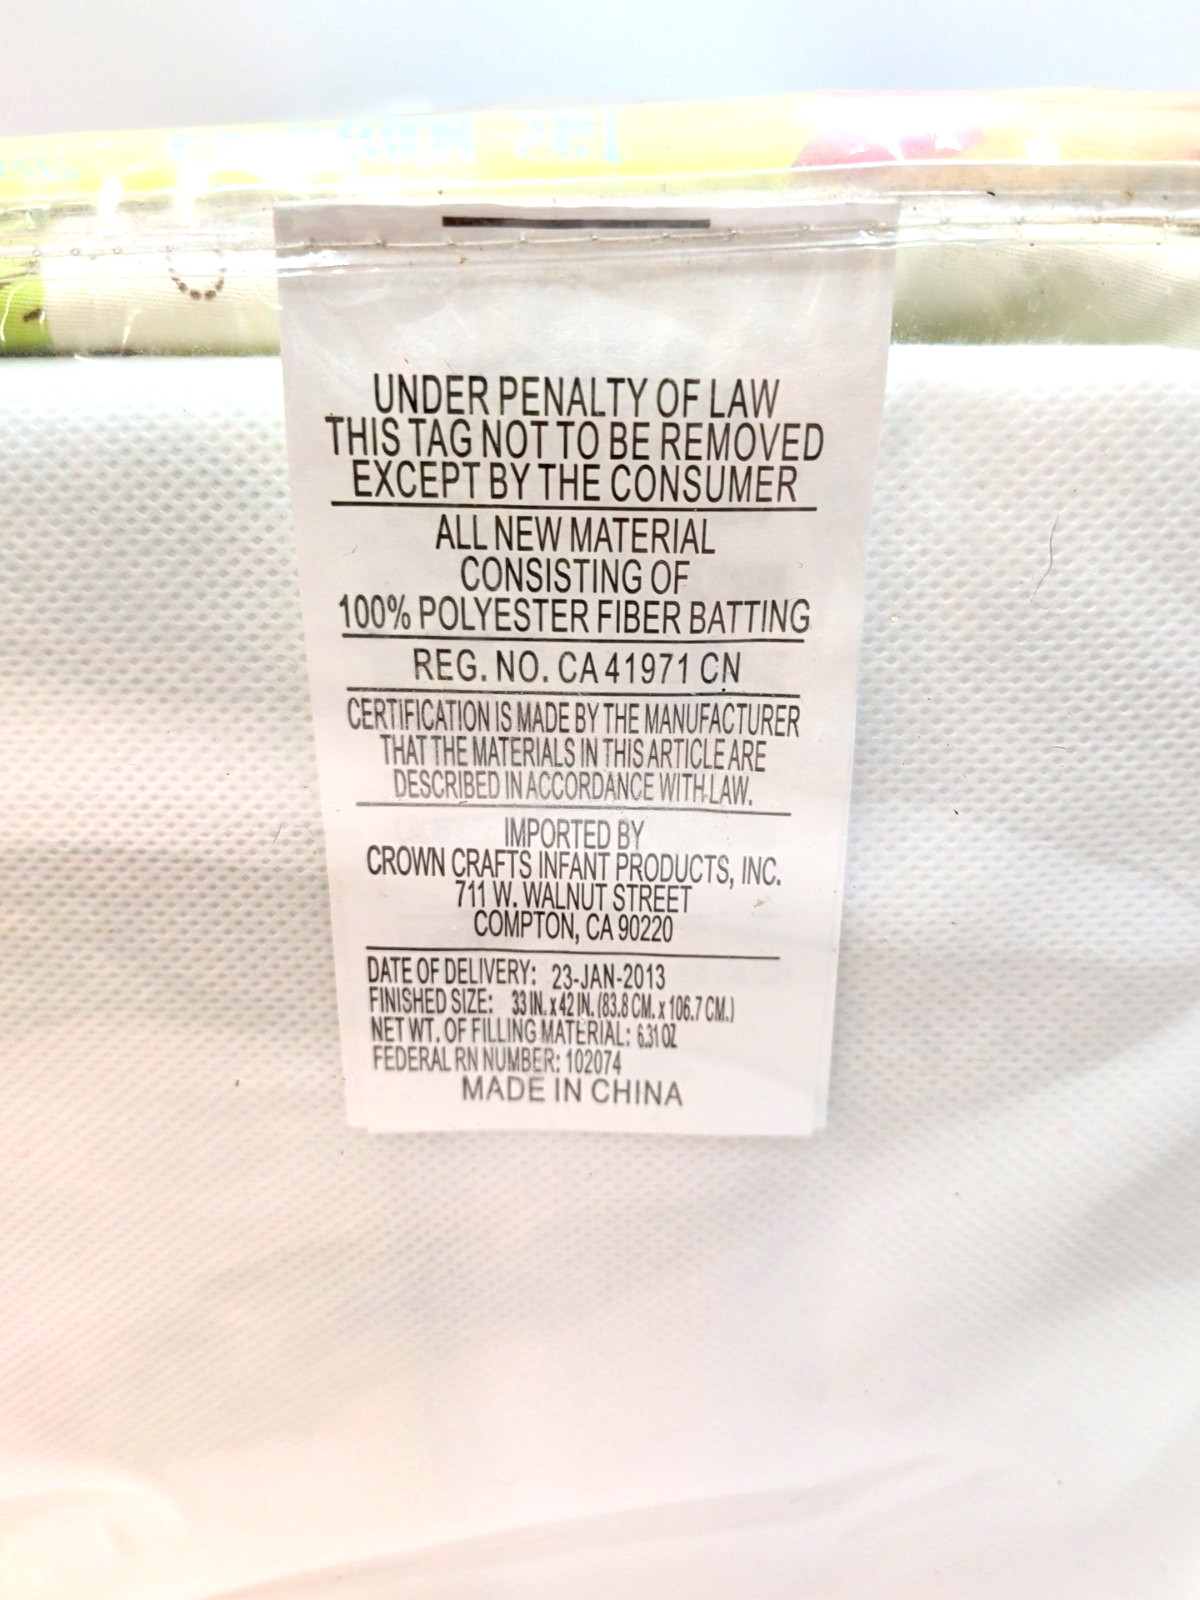 UNDER PENALTY OF LAW
THIS TAG NOT TO BE REMOVED
EXCEPT BY THE CONSUMER
ALL NEW MATERIAL
CONSISTING OF
100% POLYESTER FIBER BATTING
REG. NO. CA 41971 CN
CERTIFICATION IS MADE BY THE MANUFACTURER
THAT THE MATERIALS IN THIS ARTICLE ARE
DESCRIBED IN ACCORDANCE WITH LAW.
IMPORTED BY
CROWN CRAFTS INFANT PRODUCTS, INC.
711 W. WALNUT STREET
COMPTON, CA 90220
DATE OF DELIVERY: 23-JAN-2013
FINISHED SIZE: 33 IN. x 42 IN. (83.8 CM. x 106.7 CM.)
NET WT. OF FILLING MATERIAL: 6.31 OZ
FEDERAL RN NUMBER: 102074
MADE IN CHINA